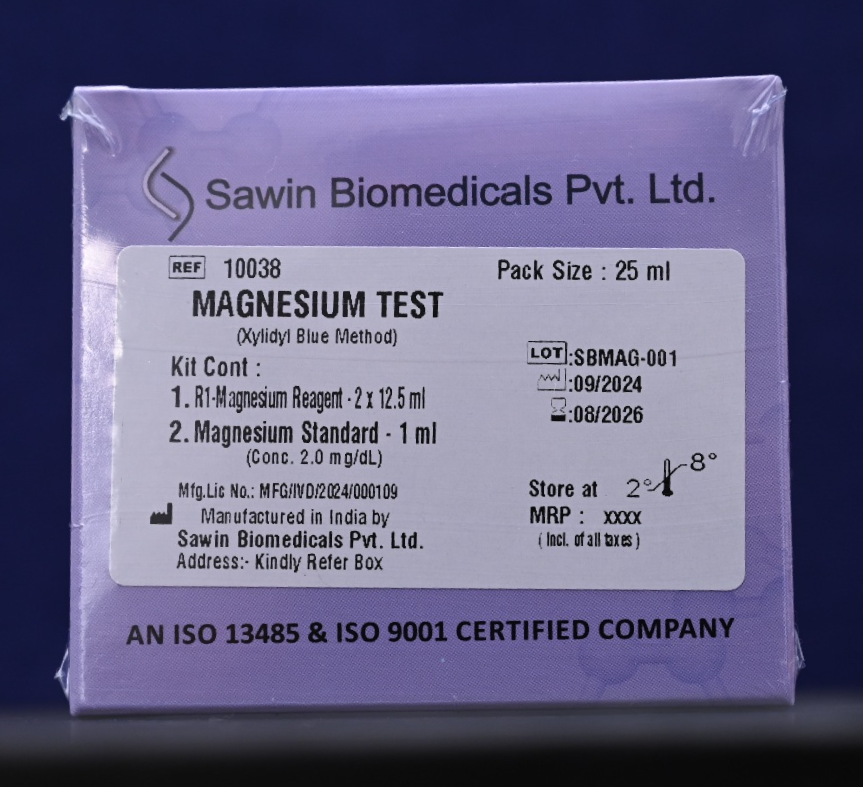 Sawin Biomedicals Pvt. Ltd.
REF 10038
Pack Size : 25 ml
MAGNESIUM TEST
(Xylidyl Blue Method)
Kit Cont :
1. R1-Magnesium Reagent - 2 x 12.5 ml
2. Magnesium Standard - 1 ml
(Conc. 2.0 mg/dL)
LOT :SBMAG-001
:09/2024
:08/2026
Mfg.Lic No.: MFG/IVD/2024/000109
Manufactured in India by
Sawin Biomedicals Pvt. Ltd.
Address:- Kindly Refer Box
Store at 2° 8°
MRP : xxxx
( Incl. of all taxes )
AN ISO 13485 & ISO 9001 CERTIFIED COMPANY